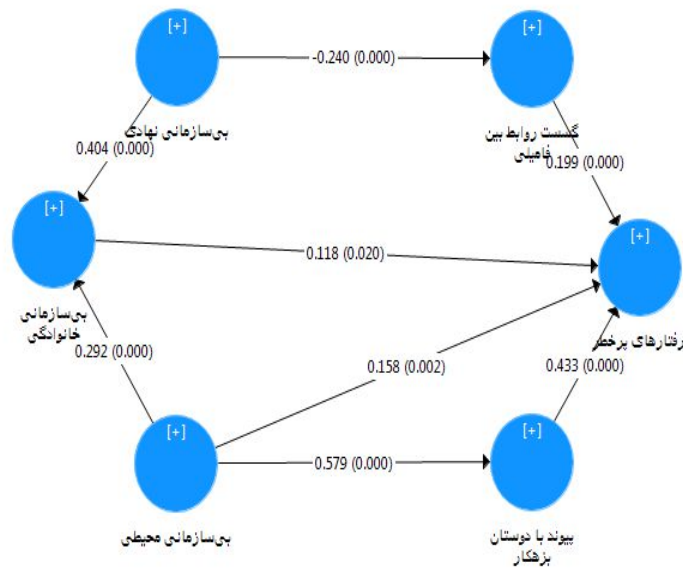 [+]
[+]
-0.240 (0.000)
بی‌سازمانی نهادی
گسست روابط بین
فامیلی
0.404 (0.000)
0.199 (0.000)
[+]
[+]
0.118 (0.020)
بی‌سازمانی
خانوادگی
رفتارهای پرخطر
0.292 (0.000)
0.158 (0.002)
0.433 (0.000)
[+]
[+]
0.579 (0.000)
بی‌سازمانی محیطی
پیوند با دوستان
بزهکار